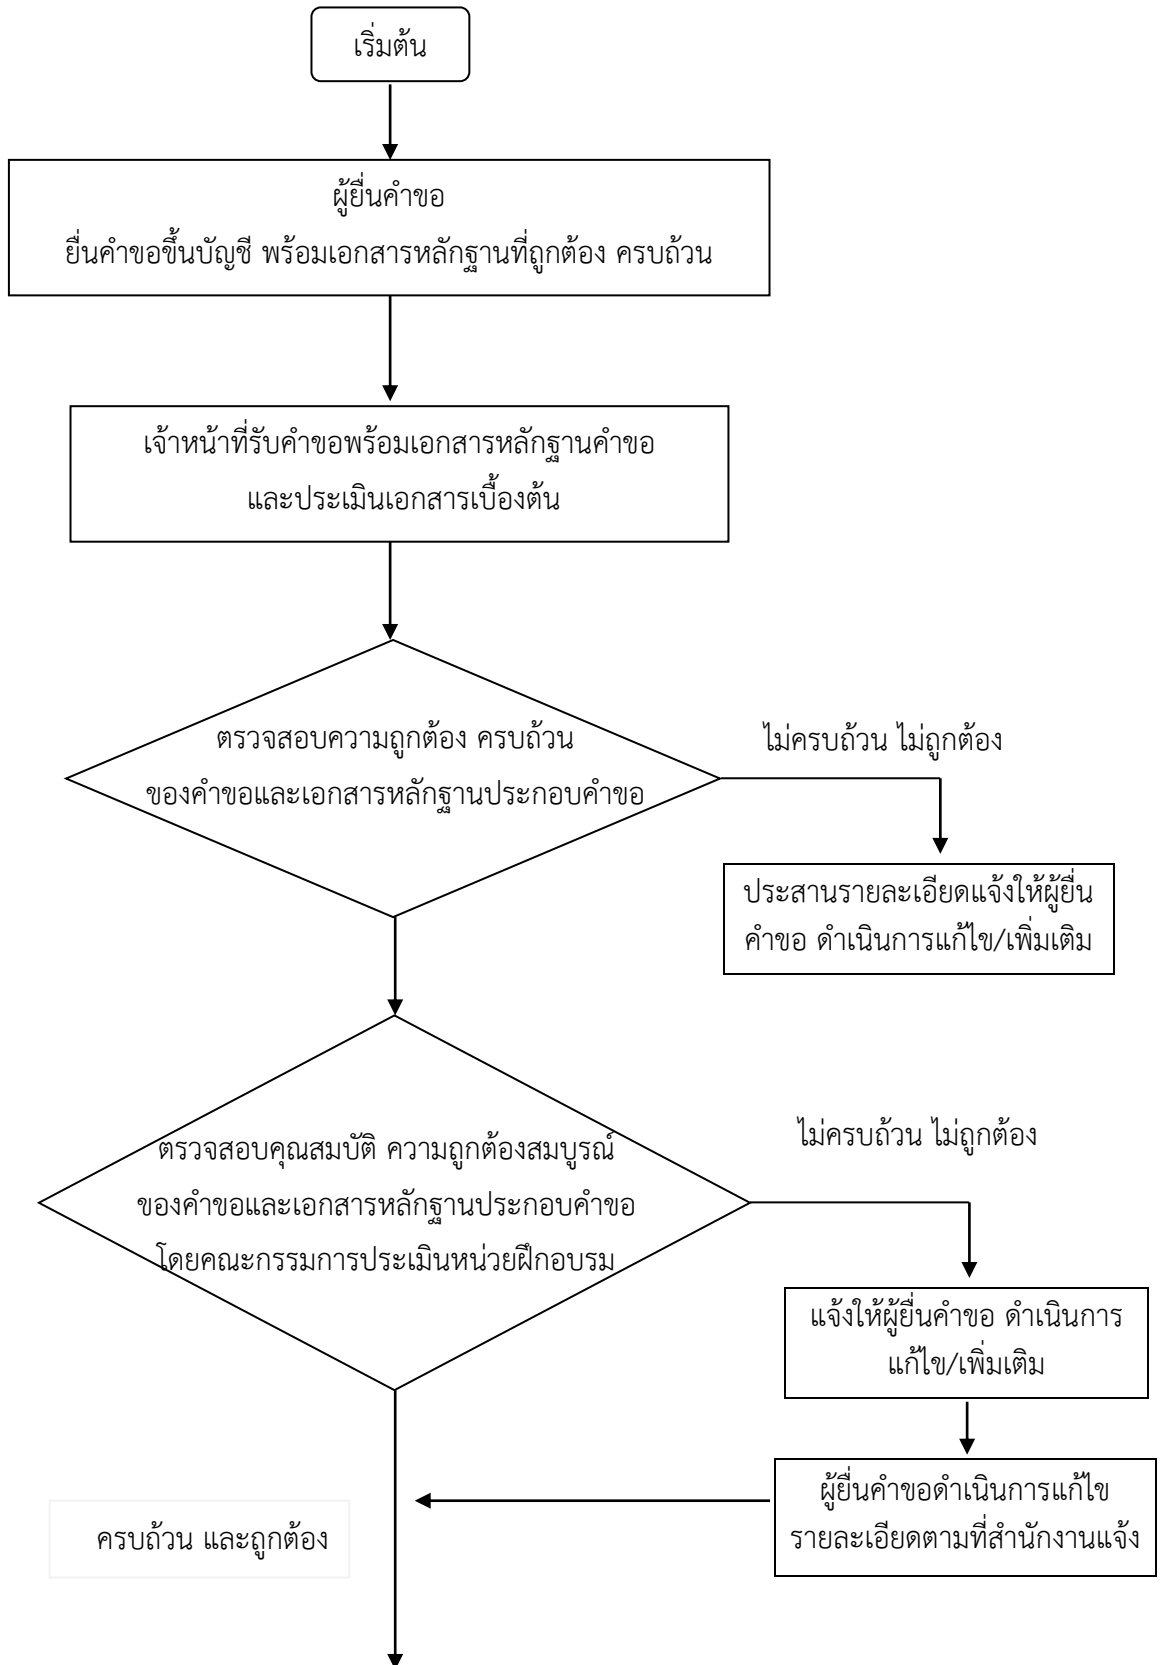 เริ่มต้น
ผู้ยื่นคำขอ
ยื่นคำขอขึ้นบัญชี พร้อมเอกสารหลักฐานที่ถูกต้อง ครบถ้วน
เจ้าหน้าที่รับคำขอพร้อมเอกสารหลักฐานคำขอ
และประเมินเอกสารเบื้องต้น
ตรวจสอบความถูกต้อง ครบถ้วน
ของคำขอและเอกสารหลักฐานประกอบคำขอ
ไม่ครบถ้วน ไม่ถูกต้อง
ประสานรายละเอียดแจ้งให้ผู้ยื่น
คำขอ ดำเนินการแก้ไข/เพิ่มเติม
ตรวจสอบคุณสมบัติ ความถูกต้องสมบูรณ์
ของคำขอและเอกสารหลักฐานประกอบคำขอ
โดยคณะกรรมการประเมินหน่วยฝึกอบรม
ไม่ครบถ้วน ไม่ถูกต้อง
แจ้งให้ผู้ยื่นคำขอ ดำเนินการ
แก้ไข/เพิ่มเติม
ผู้ยื่นคำขอดำเนินการแก้ไข
รายละเอียดตามที่สำนักงานแจ้ง
ครบถ้วน และถูกต้อง